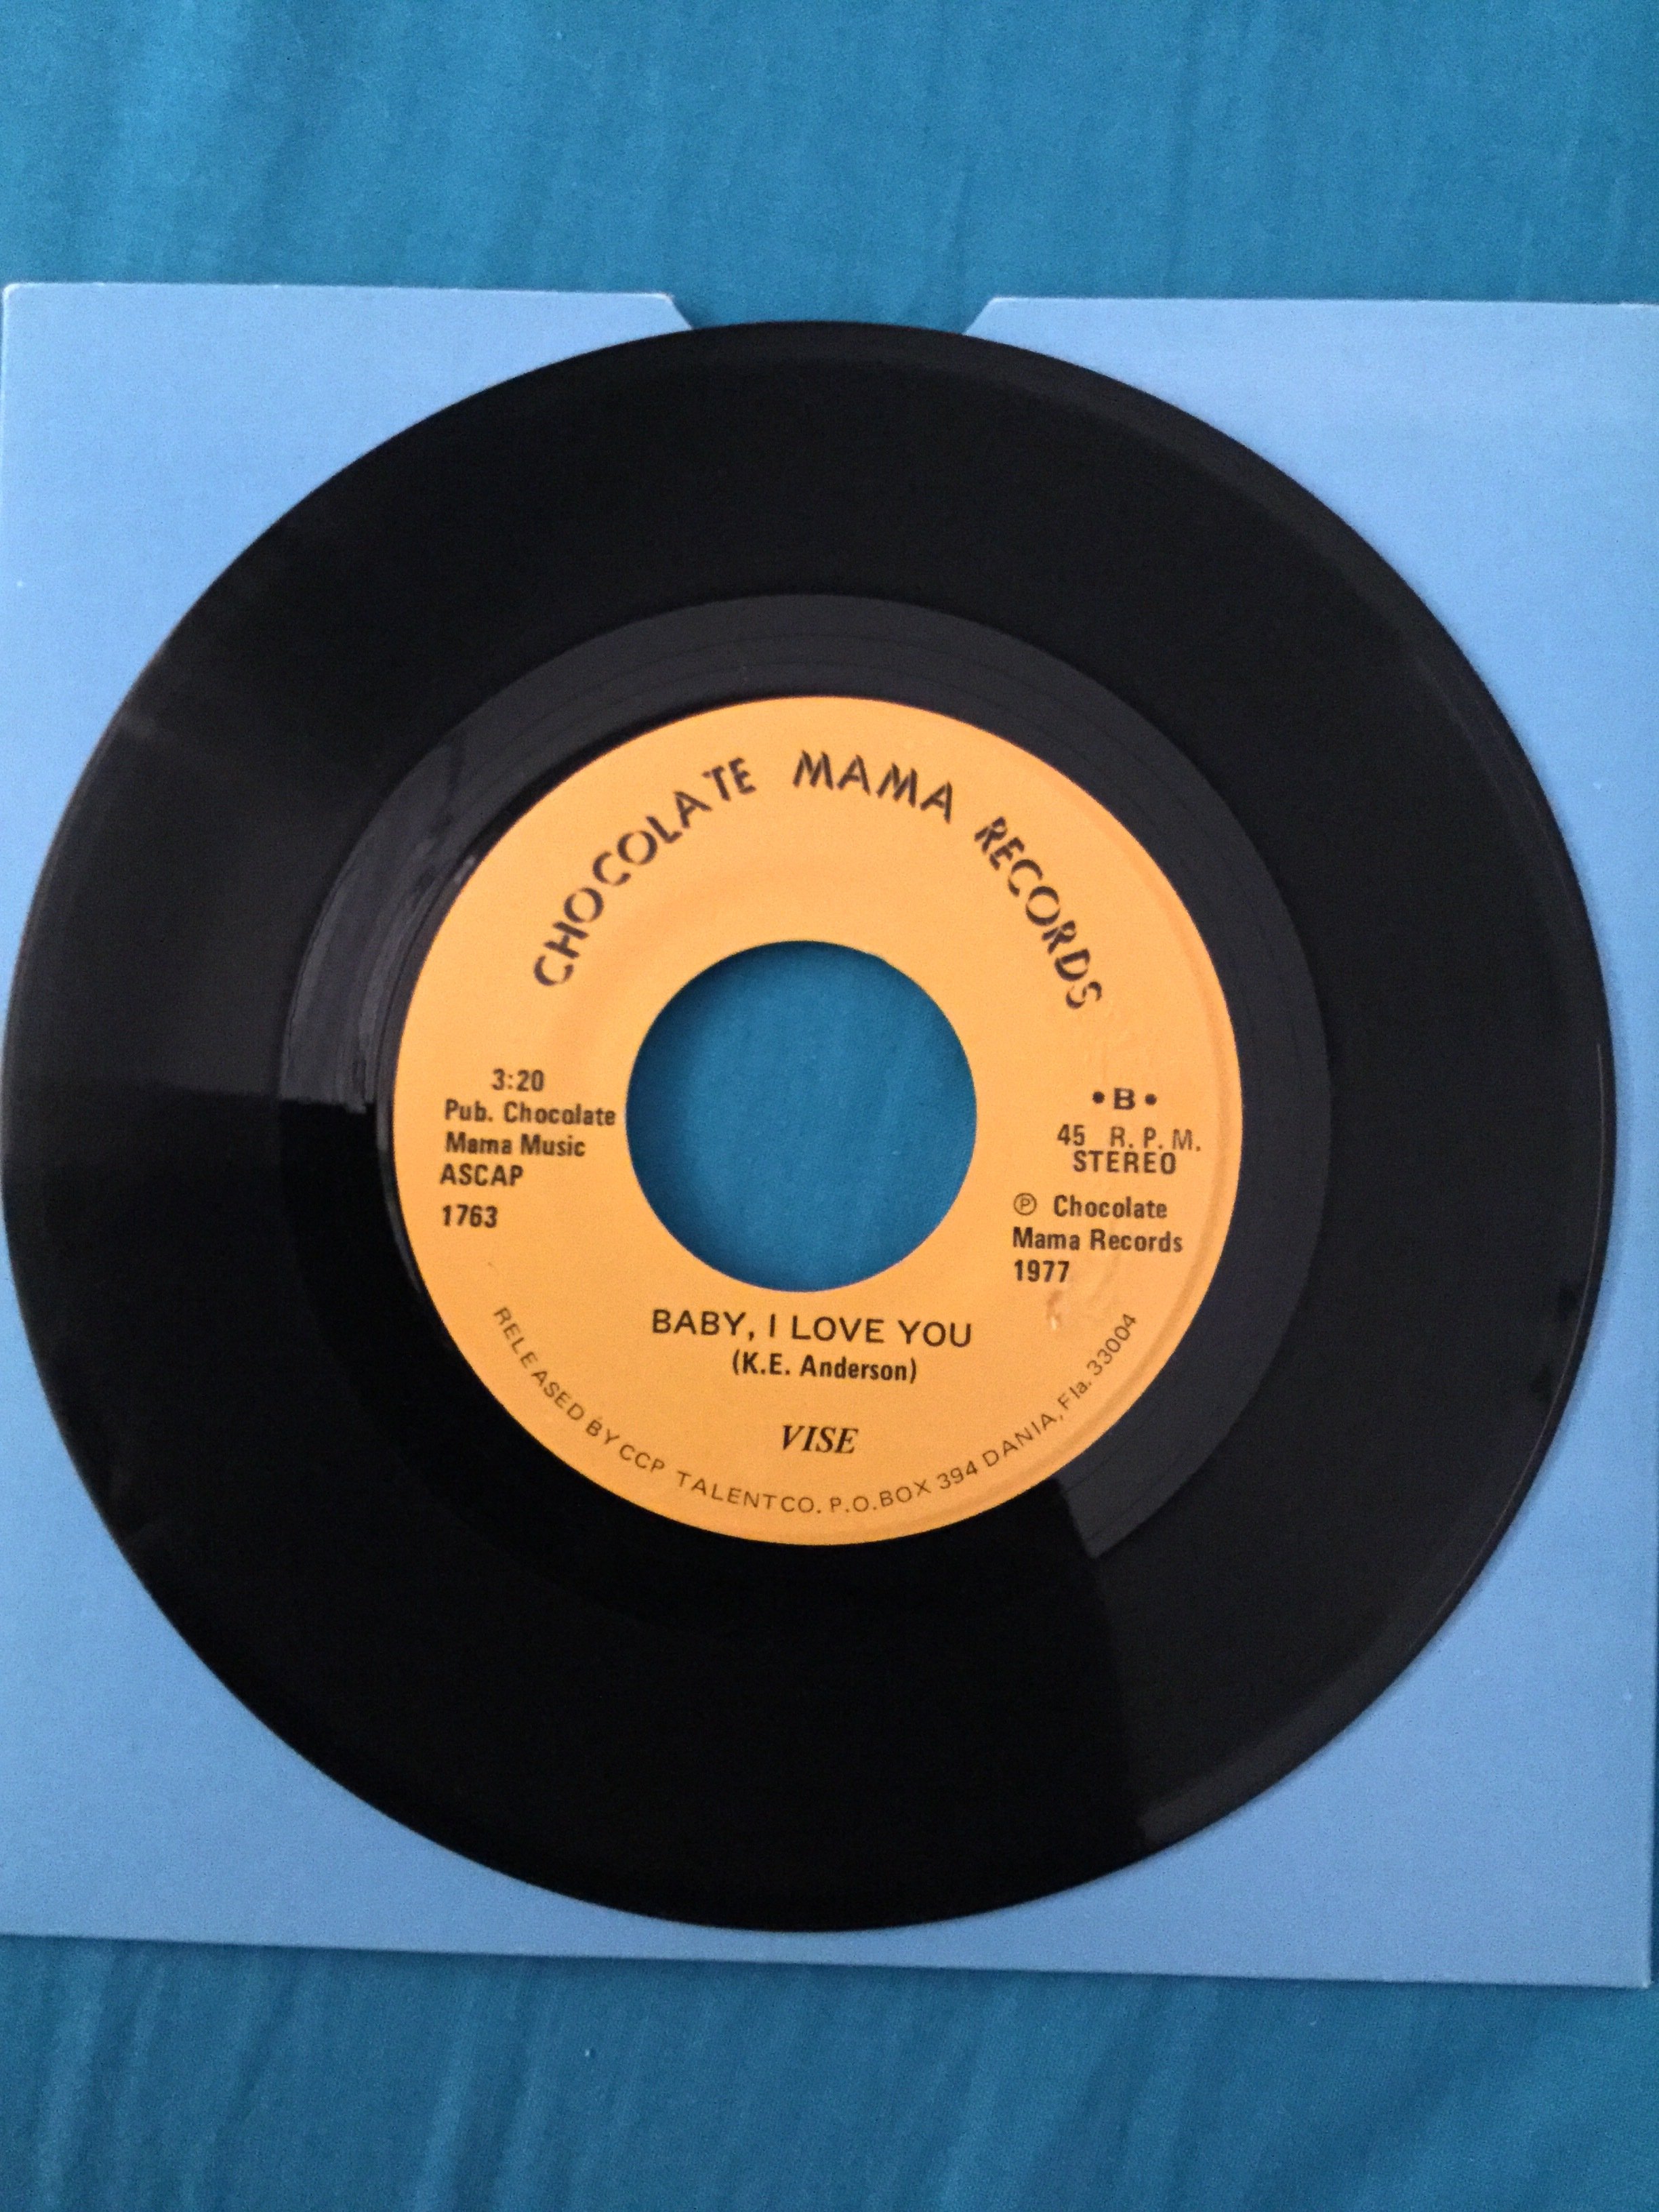 CHOCOLATE MAMA RECORDS
3:20
Pub. Chocolate
Mama Music
ASCAP
1763
• B •
45 R. P. M.
STEREO
℗ Chocolate
Mama Records
1977
BABY, I LOVE YOU
(K.E. Anderson)
VISE
RELEASED BY CCP TALENT CO. P.O.BOX 394 DANIA, Fla. 33004